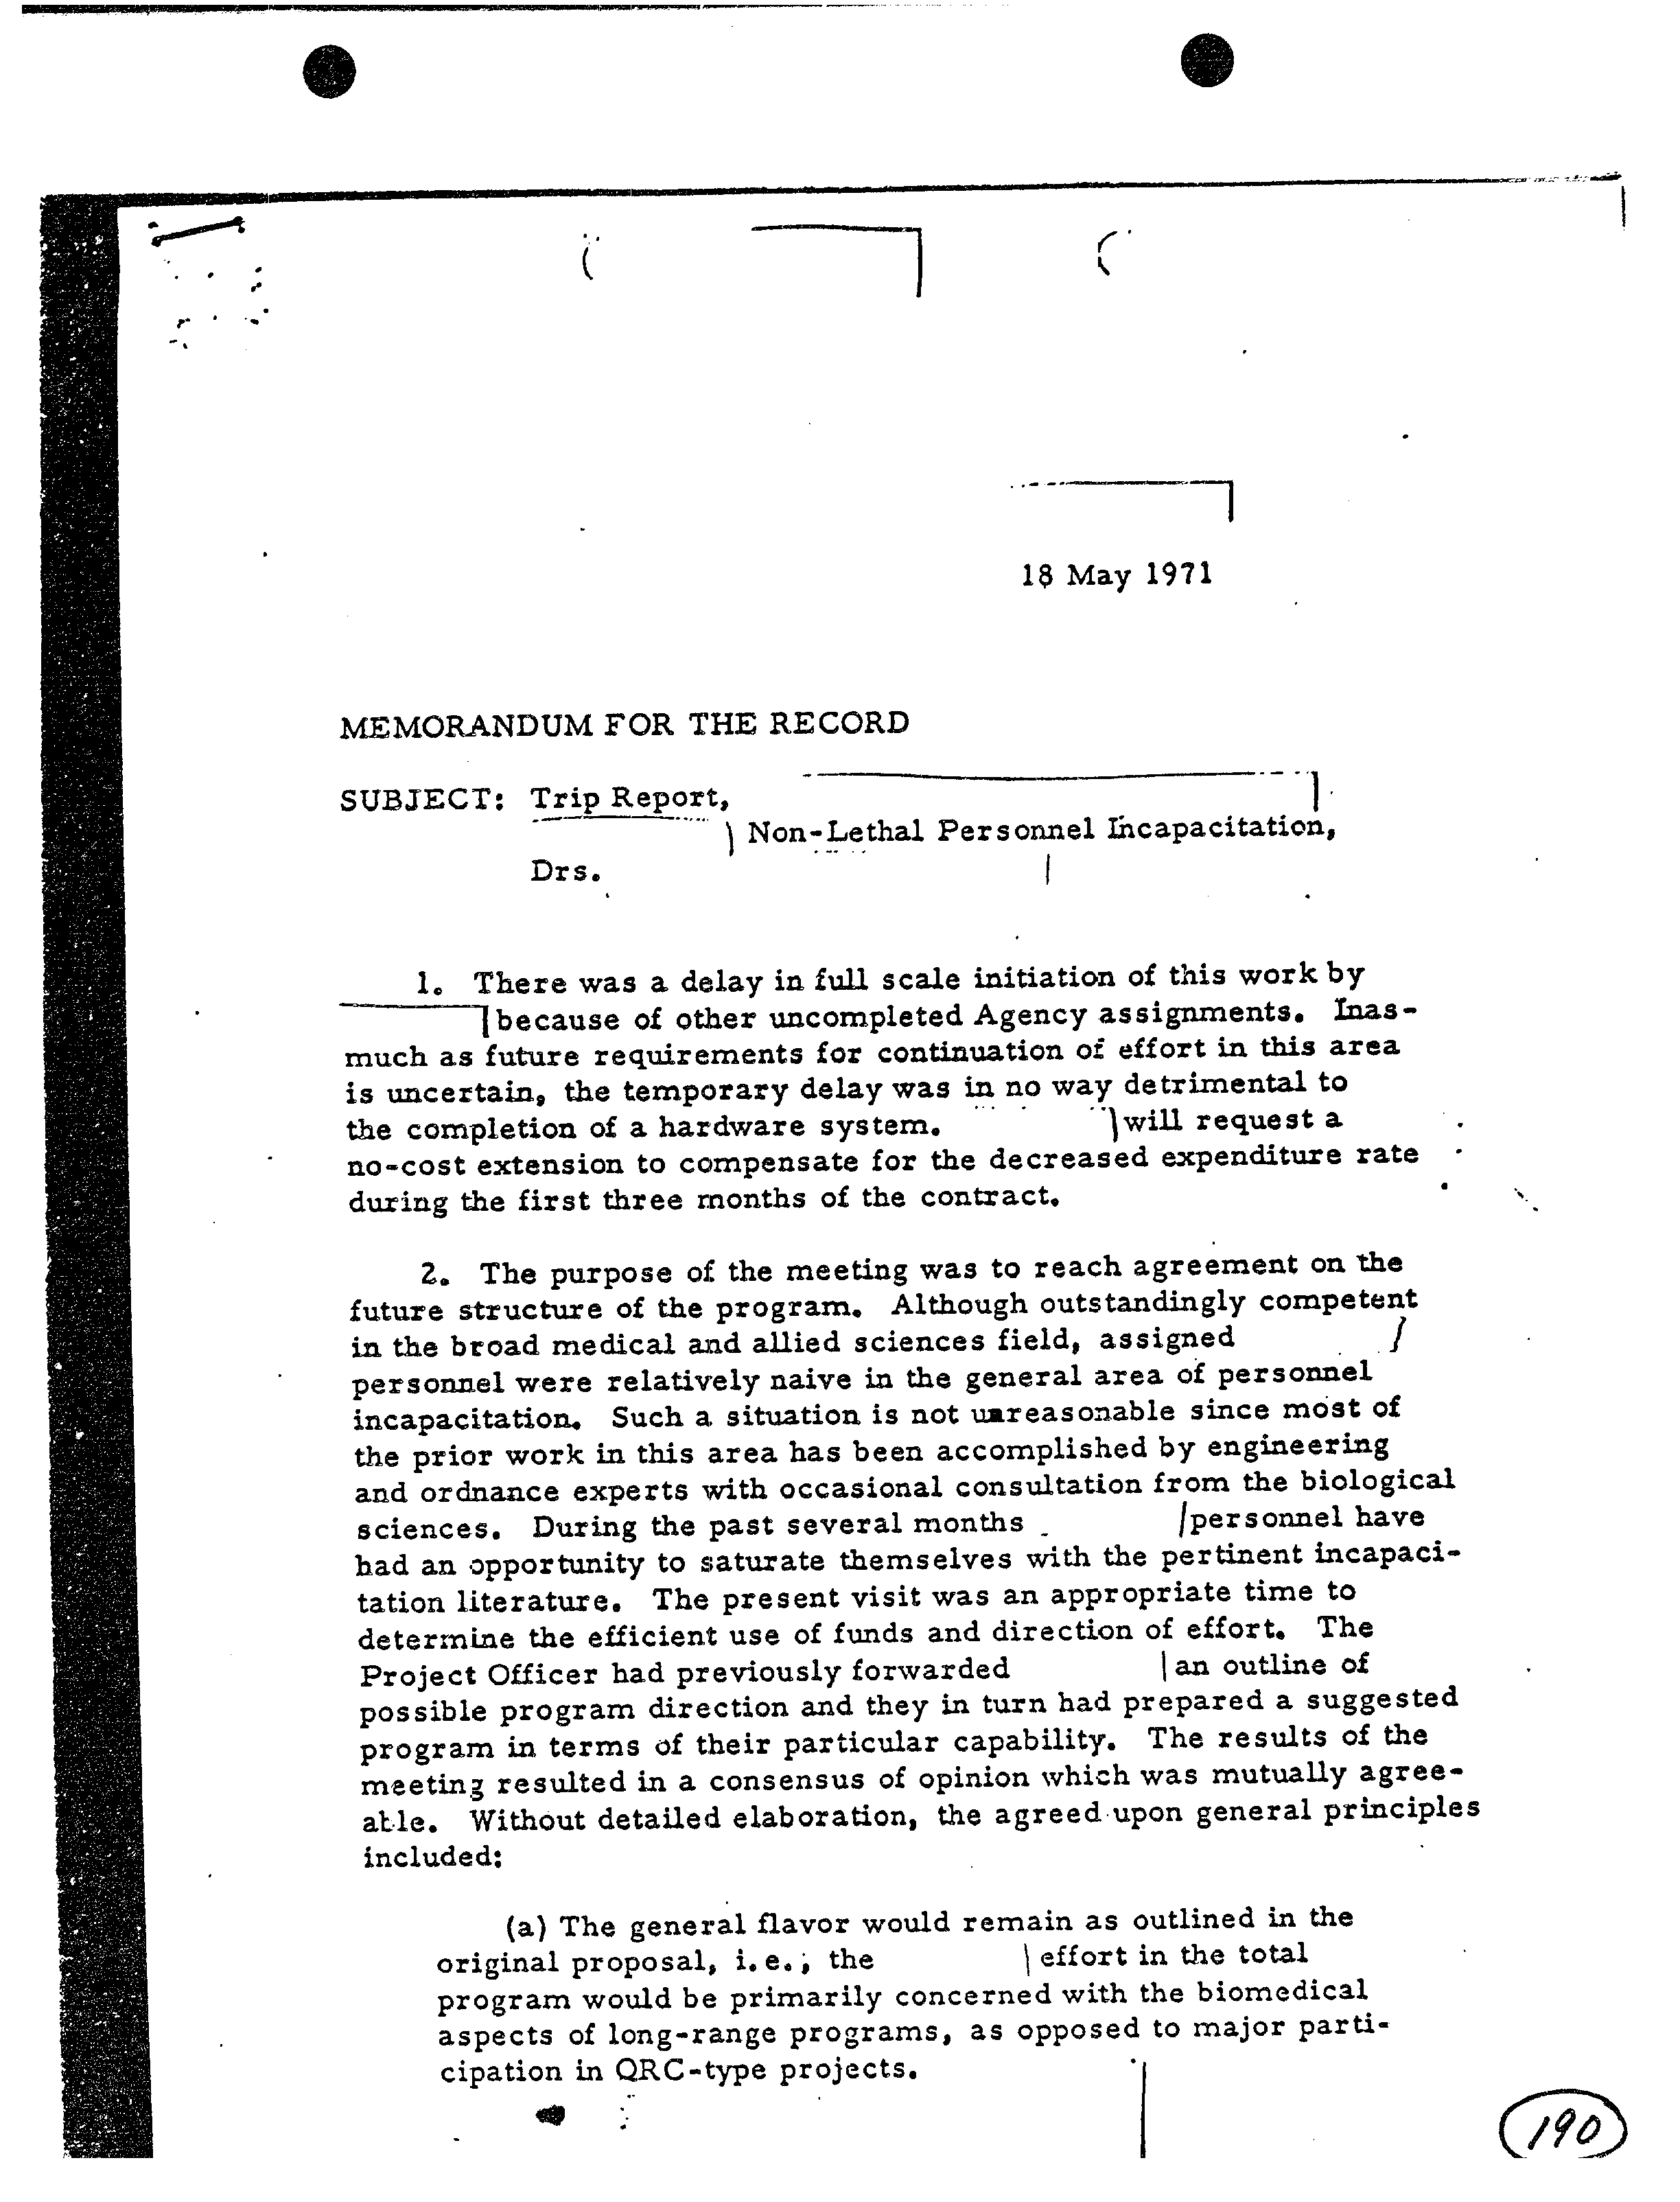 18 May 1971
MEMORANDUM FOR THE RECORD
SUBJECT: Trip Report,
Non-Lethal Personnel Incapacitation,
Drs.
1. There was a delay in full scale initiation of this work by
because of other uncompleted Agency assignments. Inas-
much as future requirements for continuation of effort in this area
is uncertain, the temporary delay was in no way detrimental to
the completion of a hardware system. will request a
no-cost extension to compensate for the decreased expenditure rate
during the first three months of the contract.
2. The purpose of the meeting was to reach agreement on the
future structure of the program. Although outstandingly competent
in the broad medical and allied sciences field, assigned
personnel were relatively naive in the general area of personnel
incapacitation. Such a situation is not unreasonable since most of
the prior work in this area has been accomplished by engineering
and ordnance experts with occasional consultation from the biological
sciences. During the past several months personnel have
had an opportunity to saturate themselves with the pertinent incapaci-
tation literature. The present visit was an appropriate time to
determine the efficient use of funds and direction of effort. The
Project Officer had previously forwarded an outline of
possible program direction and they in turn had prepared a suggested
program in terms of their particular capability. The results of the
meeting resulted in a consensus of opinion which was mutually agree-
able. Without detailed elaboration, the agreed upon general principles
included:
(a) The general flavor would remain as outlined in the
original proposal, i.e.; the effort in the total
program would be primarily concerned with the biomedical
aspects of long-range programs, as opposed to major parti-
cipation in QRC-type projects.
190